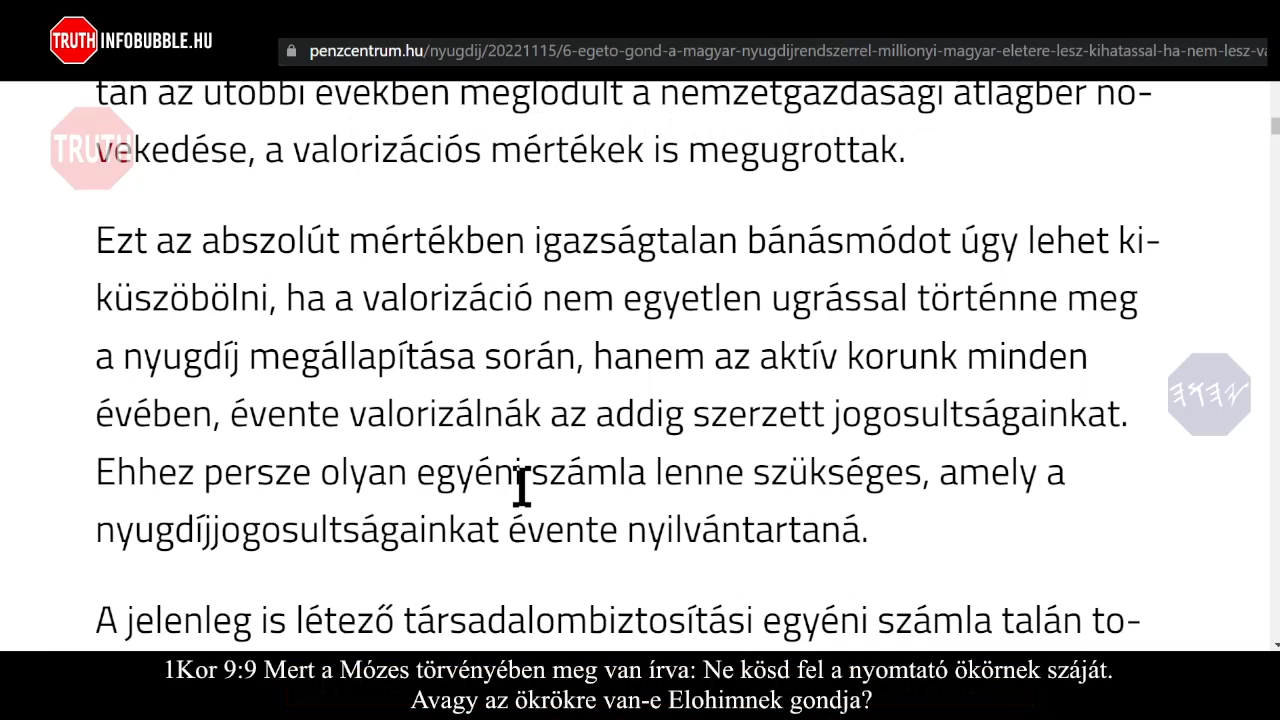 TRUTH INFOBUBBLE.HU
penzcentrum.hu/nyugdij/20221115/6-egeto-gond-a-magyar-nyugdijrendszerrel-millionyi-magyar-eletere-lesz-kihatassal-ha-nem-lesz-va
tán az utóbbi években meglódult a nemzetgazdasági átlagbér nö-
TRUTH
vekedése, a valorizációs mértékek is megugrottak.
Ezt az abszolút mértékben igazságtalan bánásmódot úgy lehet ki-
küszöbölni, ha a valorizáció nem egyetlen ugrással történne meg
a nyugdíj megállapítása során, hanem az aktív korunk minden
évében, évente valorizálnák az addig szerzett jogosultságainkat.
Ehhez persze olyan egyéni számla lenne szükséges, amely a
nyugdíjjogosultságainkat évente nyilvántartaná.
A jelenleg is létező társadalombiztosítási egyéni számla talán to-
1Kor 9:9 Mert a Mózes törvényében meg van írva: Ne kösd fel a nyomtató ökörnek száját.
Avagy az ökrökre van-e Elohimnek gondja?